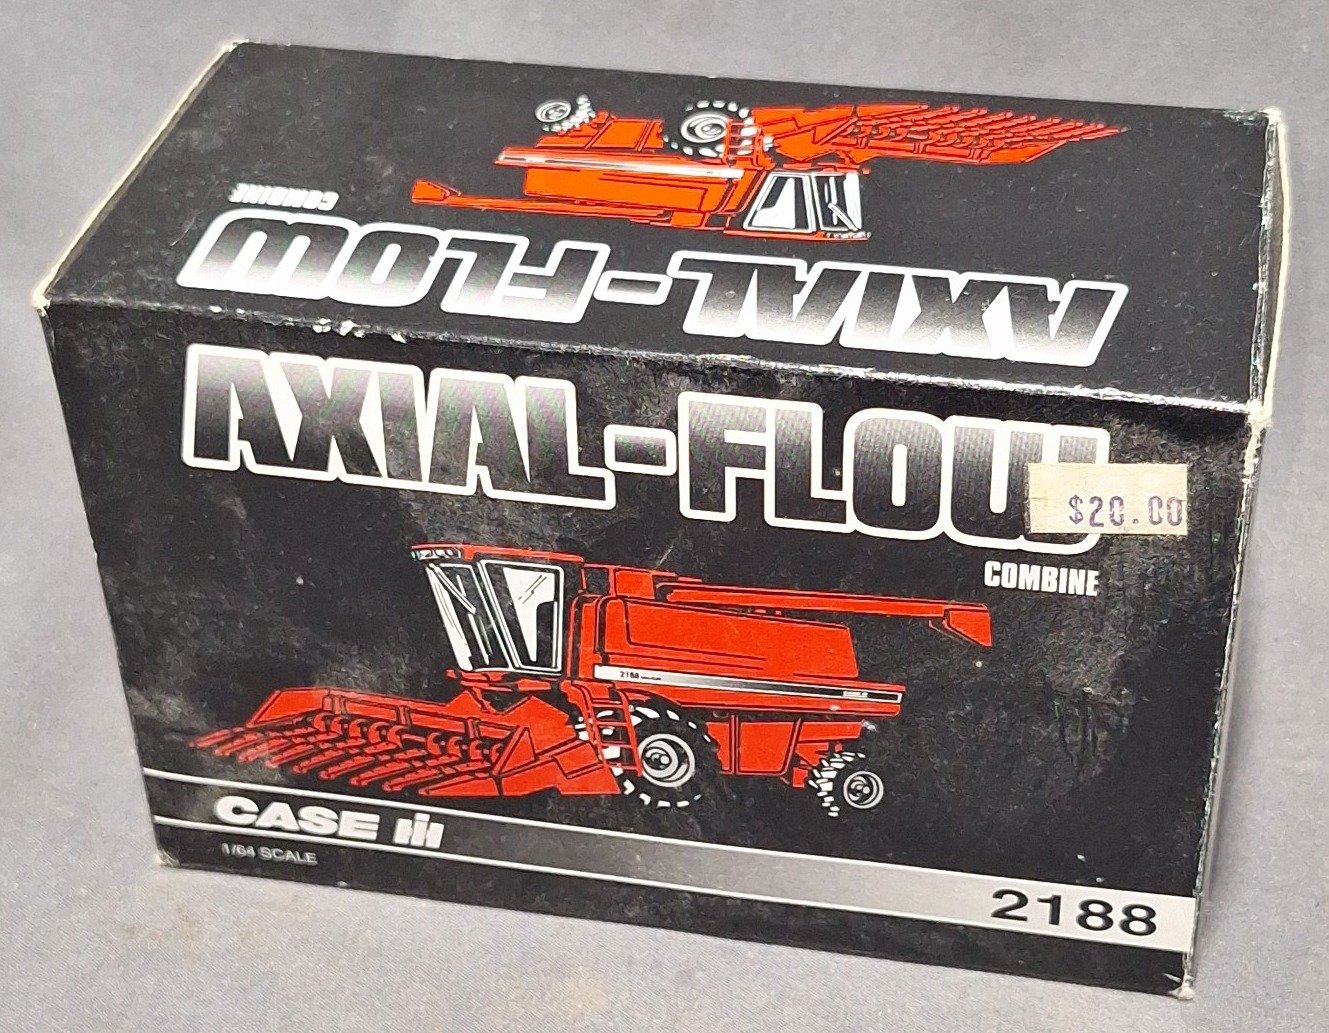 COMBINE
AXIAL-FLOW
AXIAL-FLOW
$20.00
COMBINE
2188
CASE IH
1/64 SCALE
2188